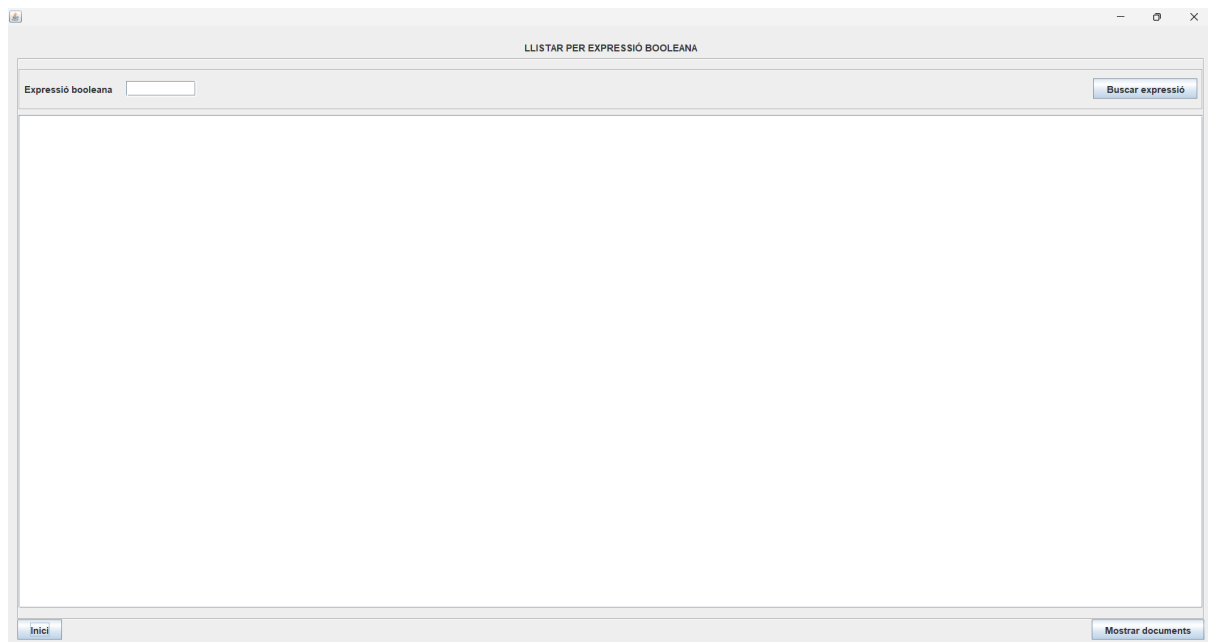 LLISTAR PER EXPRESSIÓ BOOLEANA
Expressió booleana
Buscar expressió
Inici
Mostrar documents